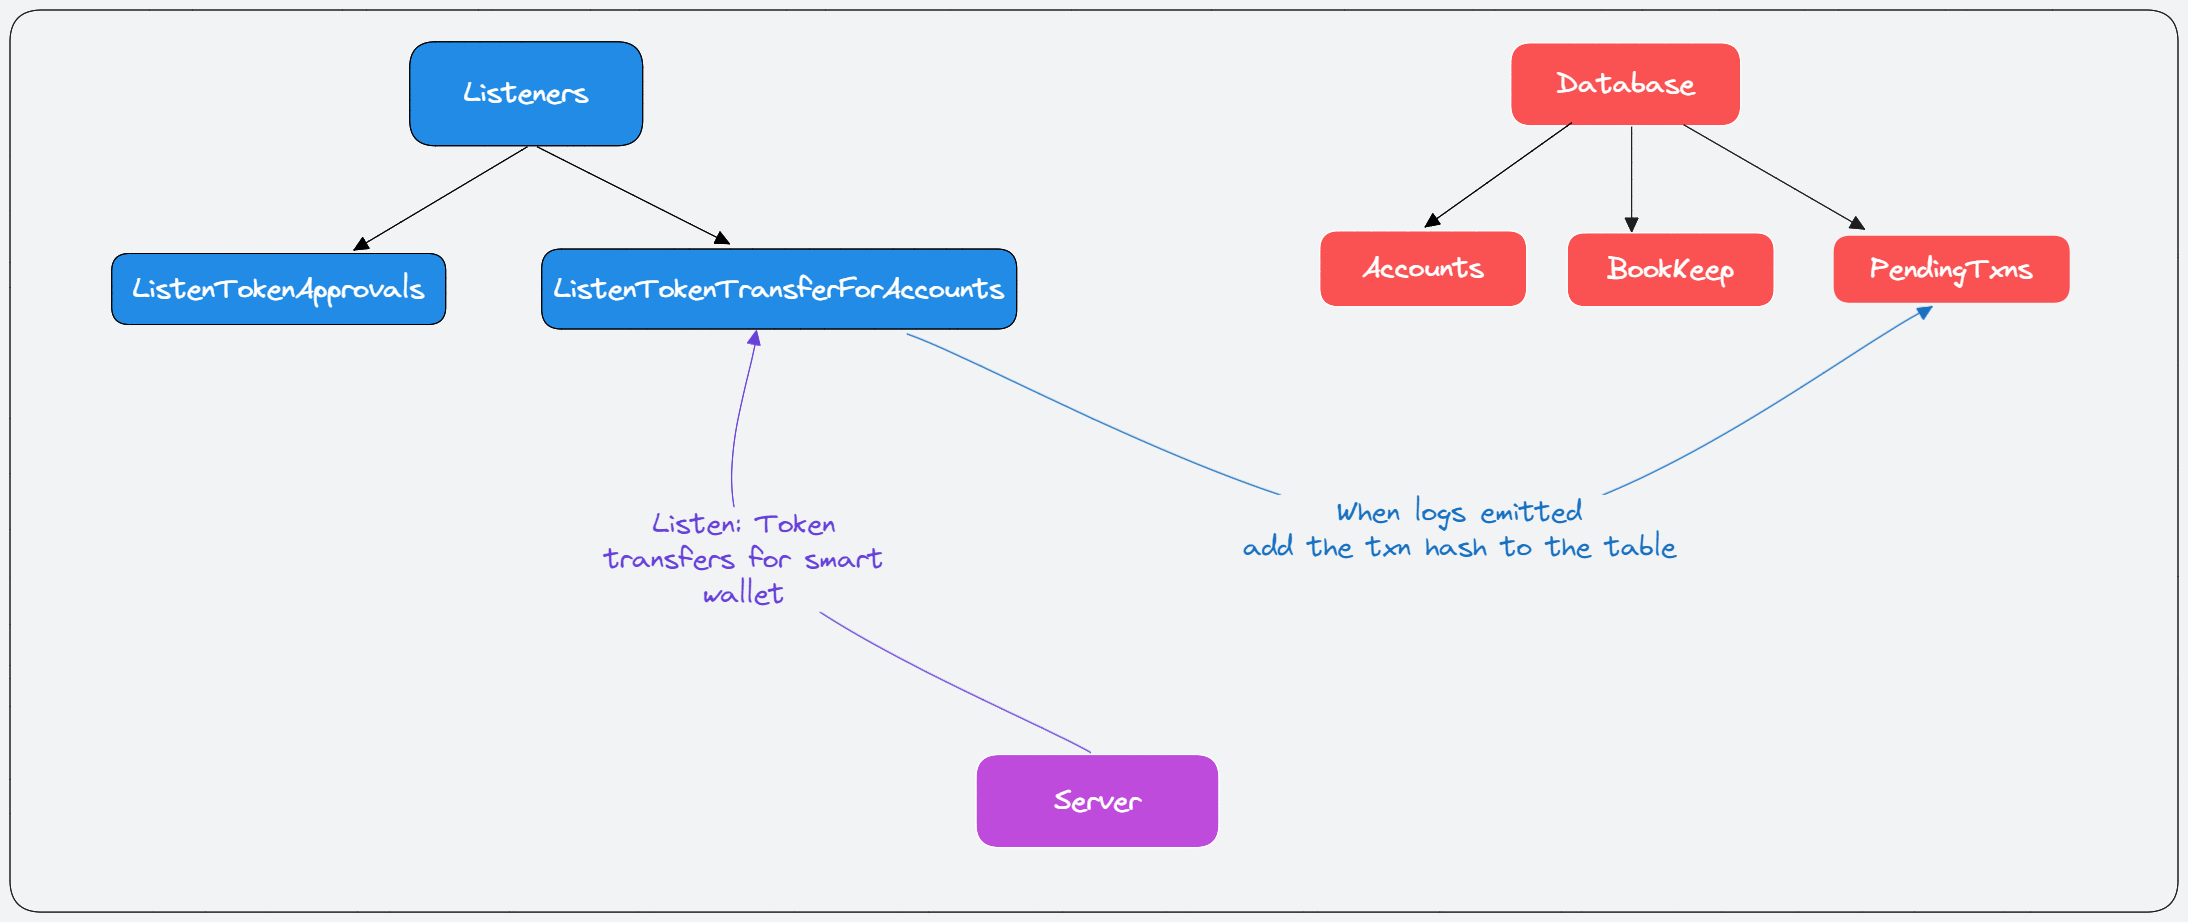 Listeners
Database
ListenTokenApprovals
ListenTokenTransferForAccounts
Accounts
BookKeep
PendingTxns
Listen: Token
transfers for smart
wallet
When logs emitted
add the txn hash to the table
Server